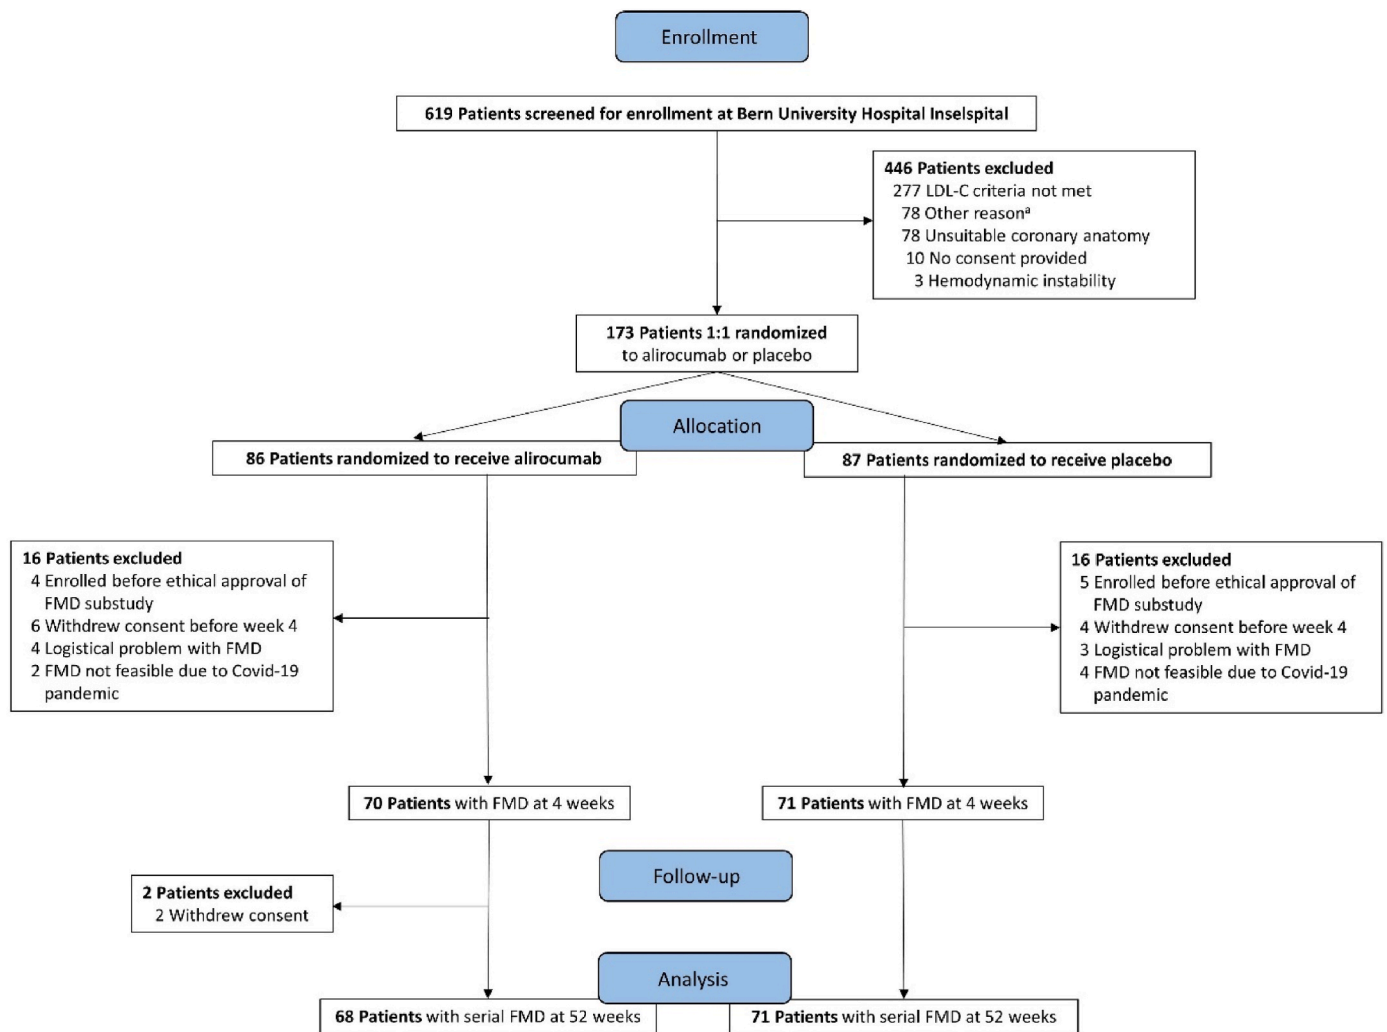 Enrollment
619 Patients screened for enrollment at Bern University Hospital Inselspital
446 Patients excluded
277 LDL-C criteria not met
78 Other reasonᵃ
78 Unsuitable coronary anatomy
10 No consent provided
3 Hemodynamic instability
173 Patients 1:1 randomized
to alirocumab or placebo
Allocation
86 Patients randomized to receive alirocumab
87 Patients randomized to receive placebo
16 Patients excluded
4 Enrolled before ethical approval of
FMD substudy
6 Withdrew consent before week 4
4 Logistical problem with FMD
2 FMD not feasible due to Covid-19
pandemic
16 Patients excluded
5 Enrolled before ethical approval of
FMD substudy
4 Withdrew consent before week 4
3 Logistical problem with FMD
4 FMD not feasible due to Covid-19
pandemic
70 Patients with FMD at 4 weeks
71 Patients with FMD at 4 weeks
Follow-up
2 Patients excluded
2 Withdrew consent
Analysis
68 Patients with serial FMD at 52 weeks
71 Patients with serial FMD at 52 weeks